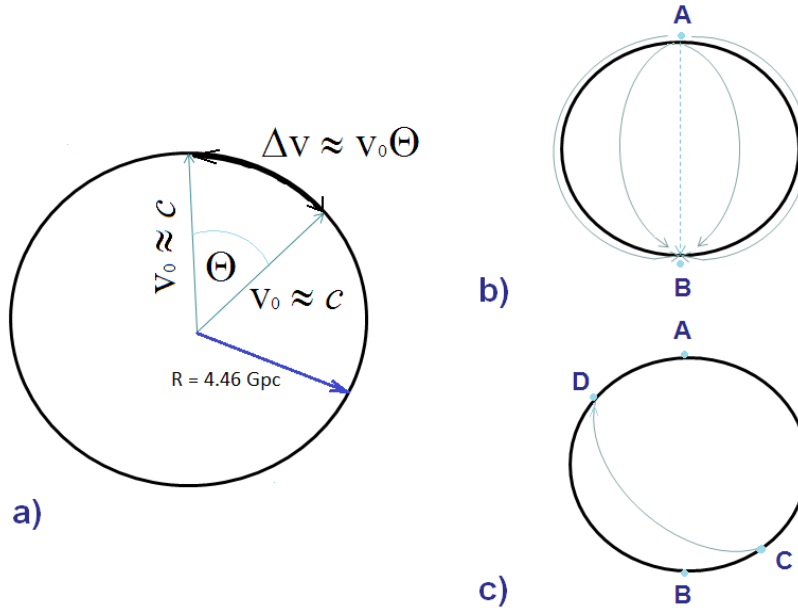 Δv ≈ v₀Θ
v₀ ≈ c
Θ
v₀ ≈ c
R = 4.46 Gpc
a)
A
B
b)
A
D
C
B
c)